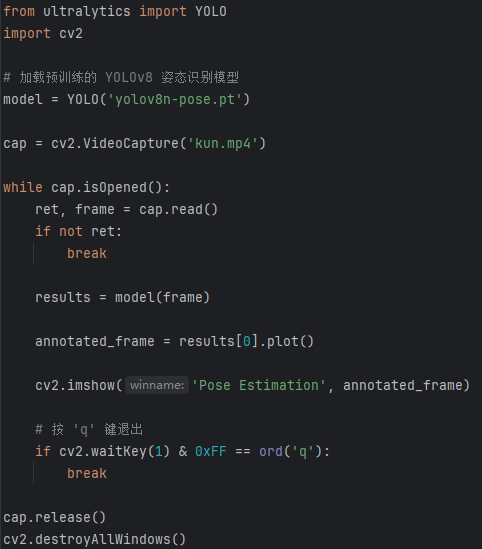 from ultralytics import YOLO
import cv2
# 加载预训练的 YOLOv8 姿态识别模型
model = YOLO('yolov8n-pose.pt')
cap = cv2.VideoCapture('kun.mp4')
while cap.isOpened():
    ret, frame = cap.read()
    if not ret:
        break
    results = model(frame)
    annotated_frame = results[0].plot()
    cv2.imshow( winname: 'Pose Estimation', annotated_frame)
    # 按 'q' 键退出
    if cv2.waitKey(1) & 0xFF == ord('q'):
        break
cap.release()
cv2.destroyAllWindows()